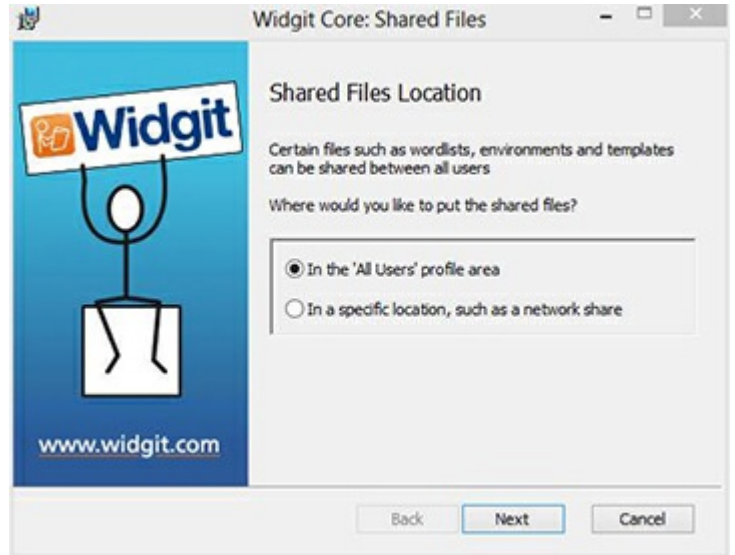 Widgit Core: Shared Files
Widgit
www.widgit.com
Shared Files Location
Certain files such as wordlists, environments and templates
can be shared between all users
Where would you like to put the shared files?
In the 'All Users' profile area
In a specific location, such as a network share
Back
Next
Cancel